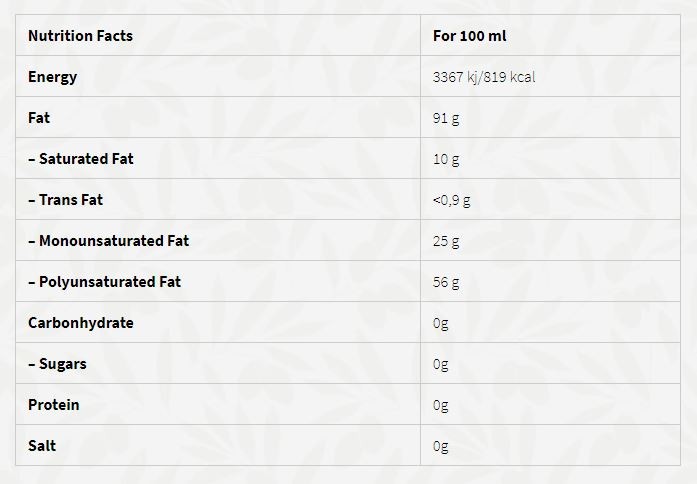 Nutrition Facts For 100 ml
Energy 3367 kj/819 kcal
Fat 91 g
– Saturated Fat 10 g
– Trans Fat <0,9 g
– Monounsaturated Fat 25 g
– Polyunsaturated Fat 56 g
Carbonhydrate 0g
– Sugars 0g
Protein 0g
Salt 0g